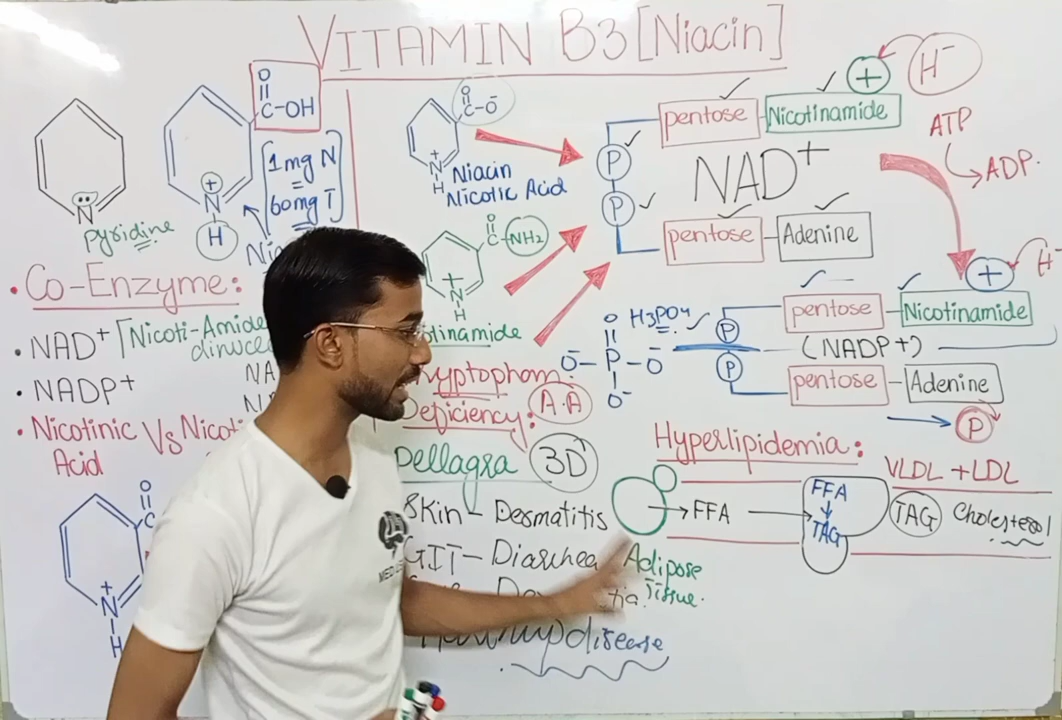 VITAMIN B3 [Niacin]
O
C-OH
N
pyridine
N
H
1mg N
60mg T
O
C-O-
N
H
Niacin
Nicotic Acid
O
C-NH2
N
H
pentose Nicotinamide
+
H-
P
P
NAD+
pentose - Adenine
ATP
ADP
• Co-Enzyme:
• NAD+ [Nicoti-Amide
• NADP+
• Nicotinic Vs
Acid
O
C
N
H
Deficiency:
A.A
Pellagra 3D
Skin - Dermatitis
GIT - Diarrhea
disease
H3PO4
O
O- P - O-
O-
+
H-
pentose - Nicotinamide
P
(NADP+)
P
pentose - Adenine
P
Hyperlipidemia:
VLDL + LDL
FFA
FFA
TAG
TAG Cholesterol
Adipose
Tissue.